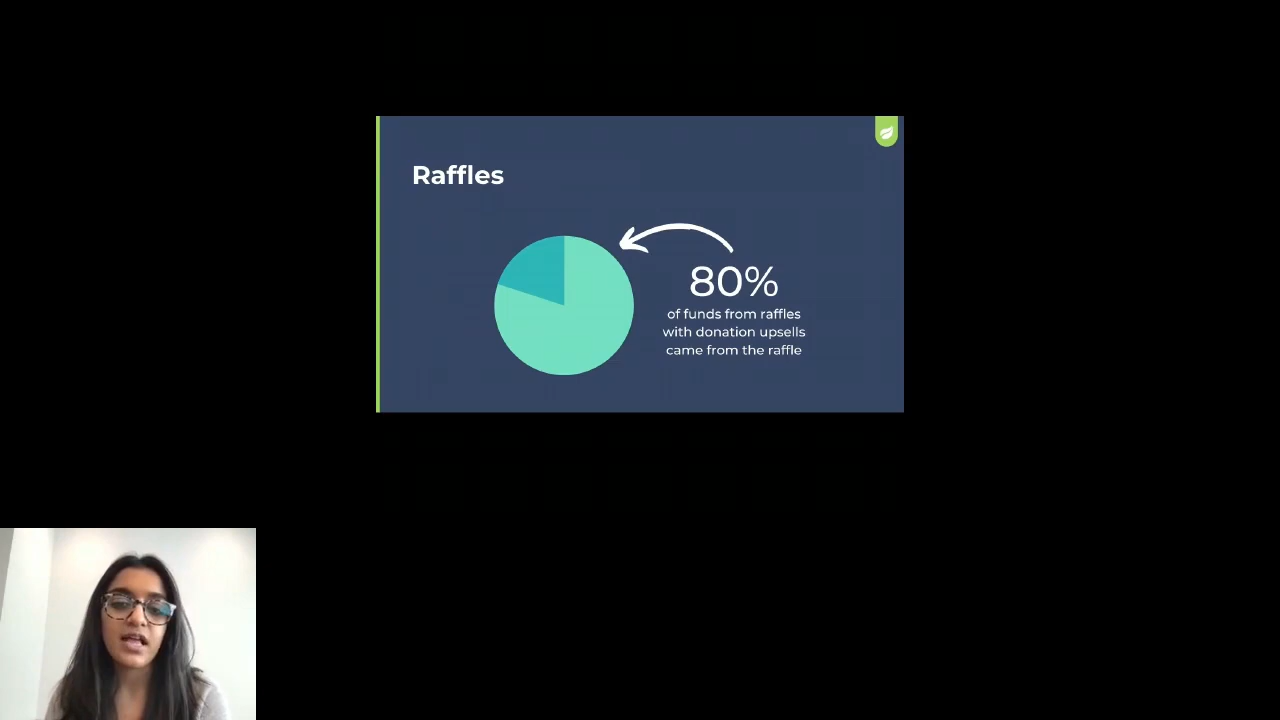 Raffles
80%
of funds from raffles
with donation upsells
came from the raffle